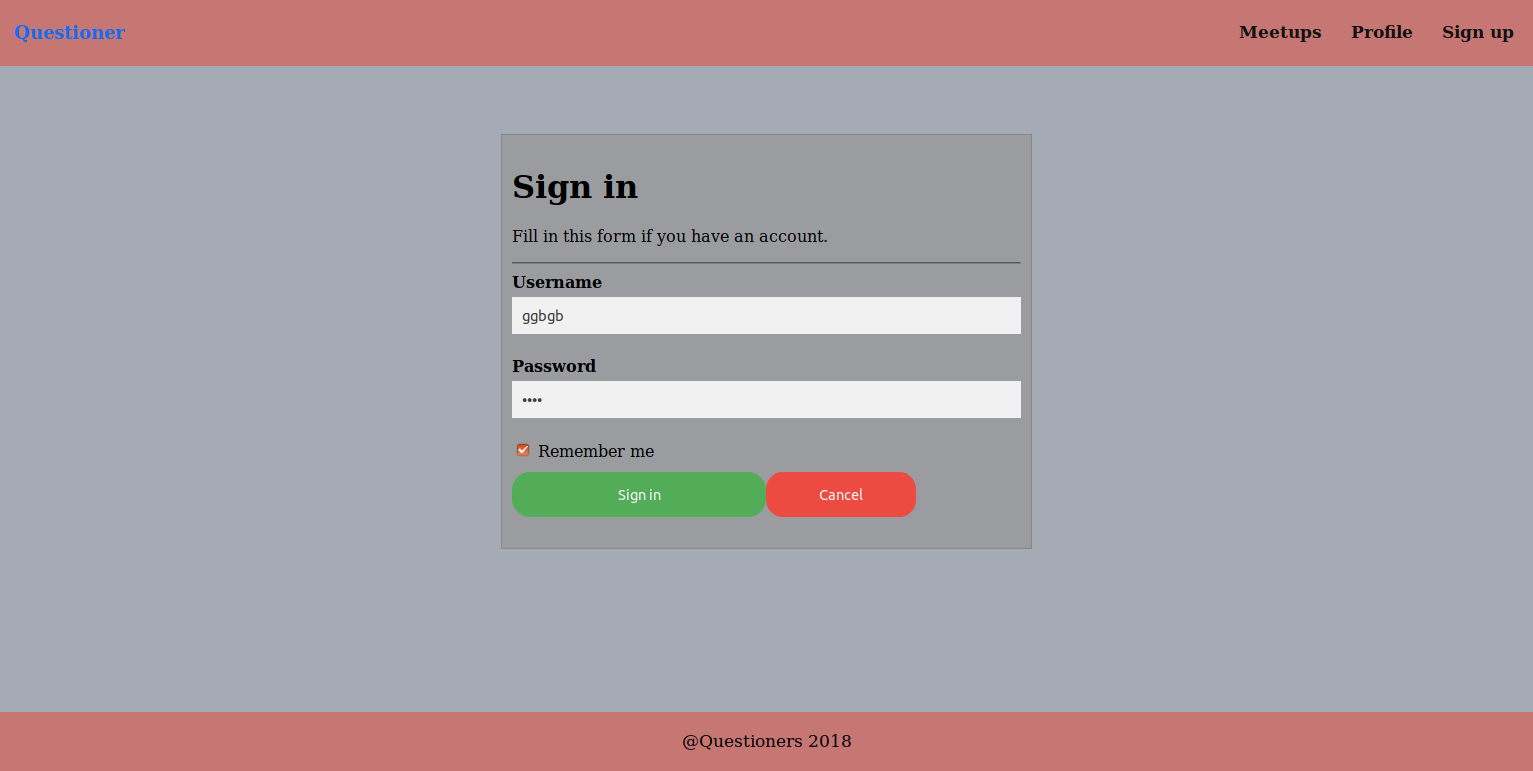 Questioner
Meetups Profile Sign up
Sign in
Fill in this form if you have an account.
Username
ggbgb
Password
••••
Remember me
Sign in Cancel
@Questioners 2018